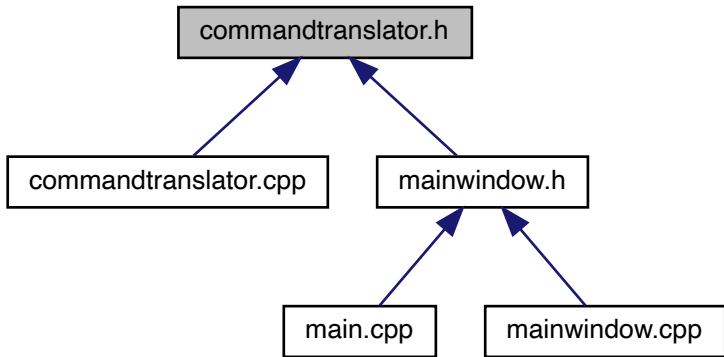 commandtranslator.h
commandtranslator.cpp
mainwindow.h
main.cpp
mainwindow.cpp